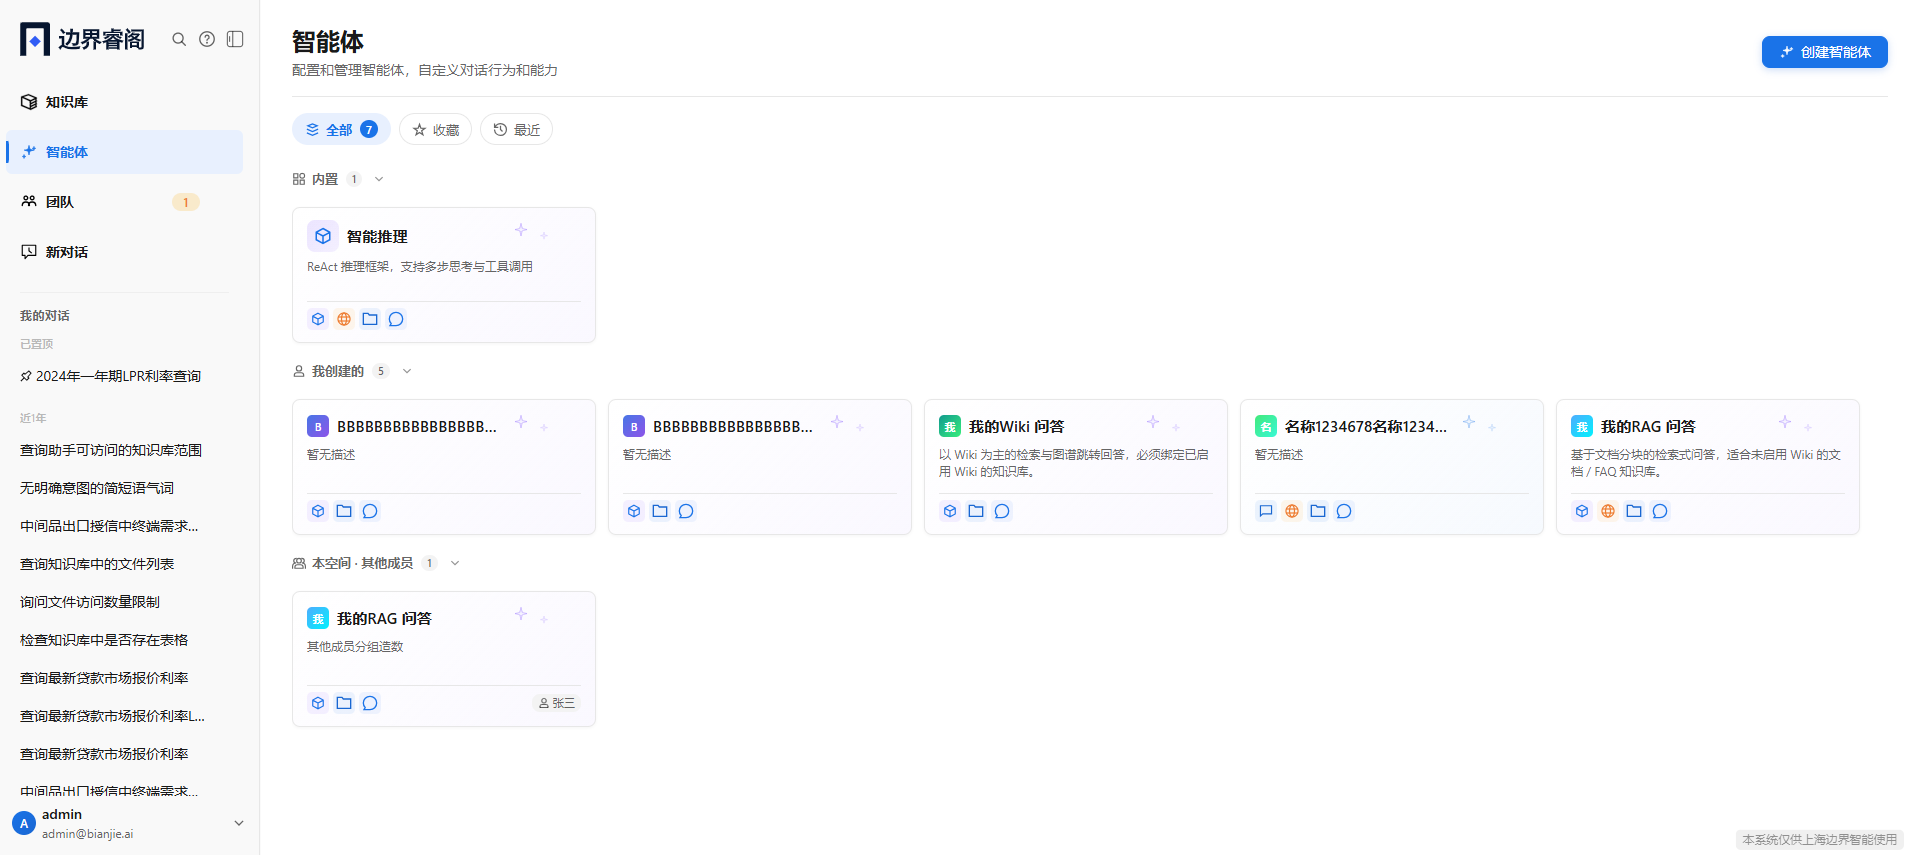 边界睿阁
知识库
智能体
团队
1
新对话
我的对话
已置顶
2024年一年期LPR利率查询
近1年
查询助手可访问的知识库范围
无明确意图的简短语气词
中间品出口授信中终端需求...
查询知识库中的文件列表
询问文件访问数量限制
检查知识库中是否存在表格
查询最新贷款市场报价利率
查询最新贷款市场报价利率L...
查询最新贷款市场报价利率
中间品出口授信中终端需求...
A
admin
admin@bianjie.ai
智能体
配置和管理智能体，自定义对话行为和能力
创建智能体
全部 7
收藏
最近
内置 1
智能推理
ReAct 推理框架，支持多步思考与工具调用
我创建的 5
B BBBBBBBBBBBBBBBB...
暂无描述
B BBBBBBBBBBBBBBBB...
暂无描述
我 我的Wiki 问答
以 Wiki 为主的检索与图谱跳转回答，必须绑定已启
用 Wiki 的知识库。
名 名称1234678名称1234...
暂无描述
我 我的RAG 问答
基于文档分块的检索式问答，适合未启用 Wiki 的文
档 / FAQ 知识库。
本空间 · 其他成员 1
我 我的RAG 问答
其他成员分组造数
张三
本系统仅供上海边界智能使用